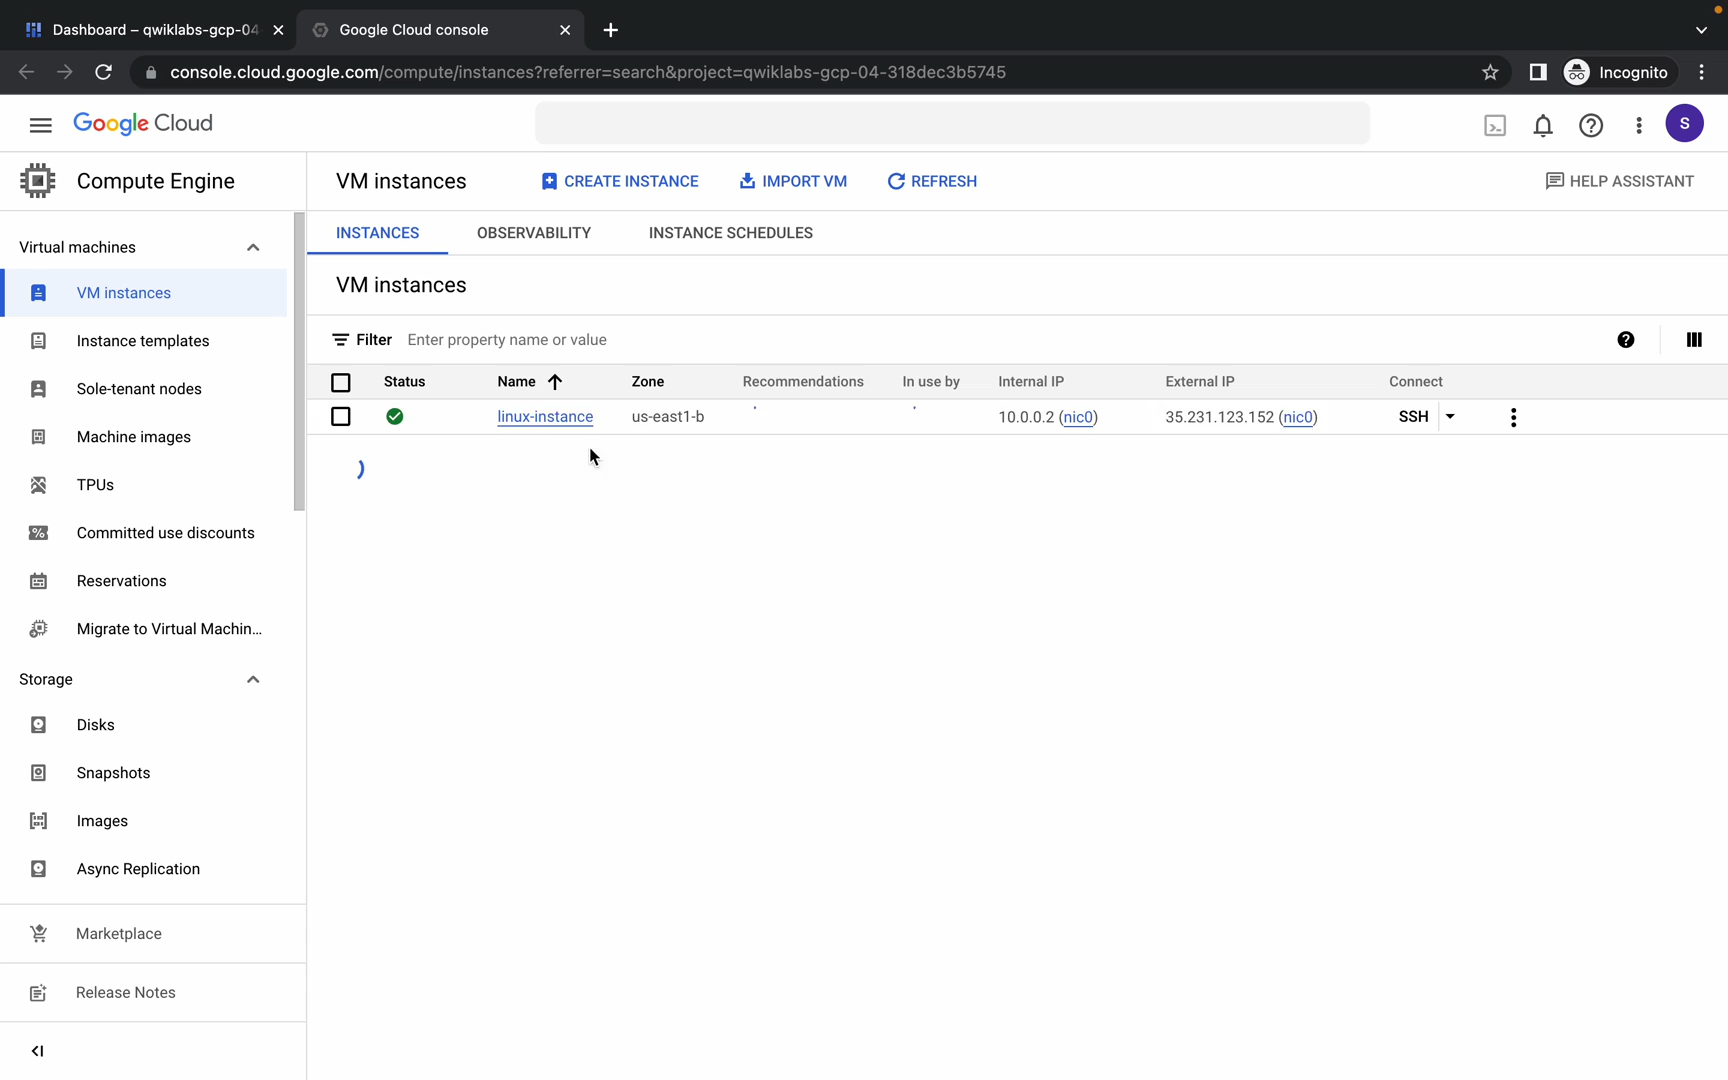 Dashboard – qwiklabs-gcp-04
Google Cloud console
console.cloud.google.com/compute/instances?referrer=search&project=qwiklabs-gcp-04-318dec3b5745
Incognito
Google Cloud
S
Compute Engine
VM instances
CREATE INSTANCE
IMPORT VM
REFRESH
HELP ASSISTANT
Virtual machines
INSTANCES
OBSERVABILITY
INSTANCE SCHEDULES
VM instances
VM instances
Instance templates
Sole-tenant nodes
Machine images
TPUs
Committed use discounts
Reservations
Migrate to Virtual Machin...
Storage
Disks
Snapshots
Images
Async Replication
Marketplace
Release Notes
Filter Enter property name or value
Status Name Zone Recommendations In use by Internal IP External IP Connect
linux-instance us-east1-b 10.0.0.2 (nic0) 35.231.123.152 (nic0) SSH